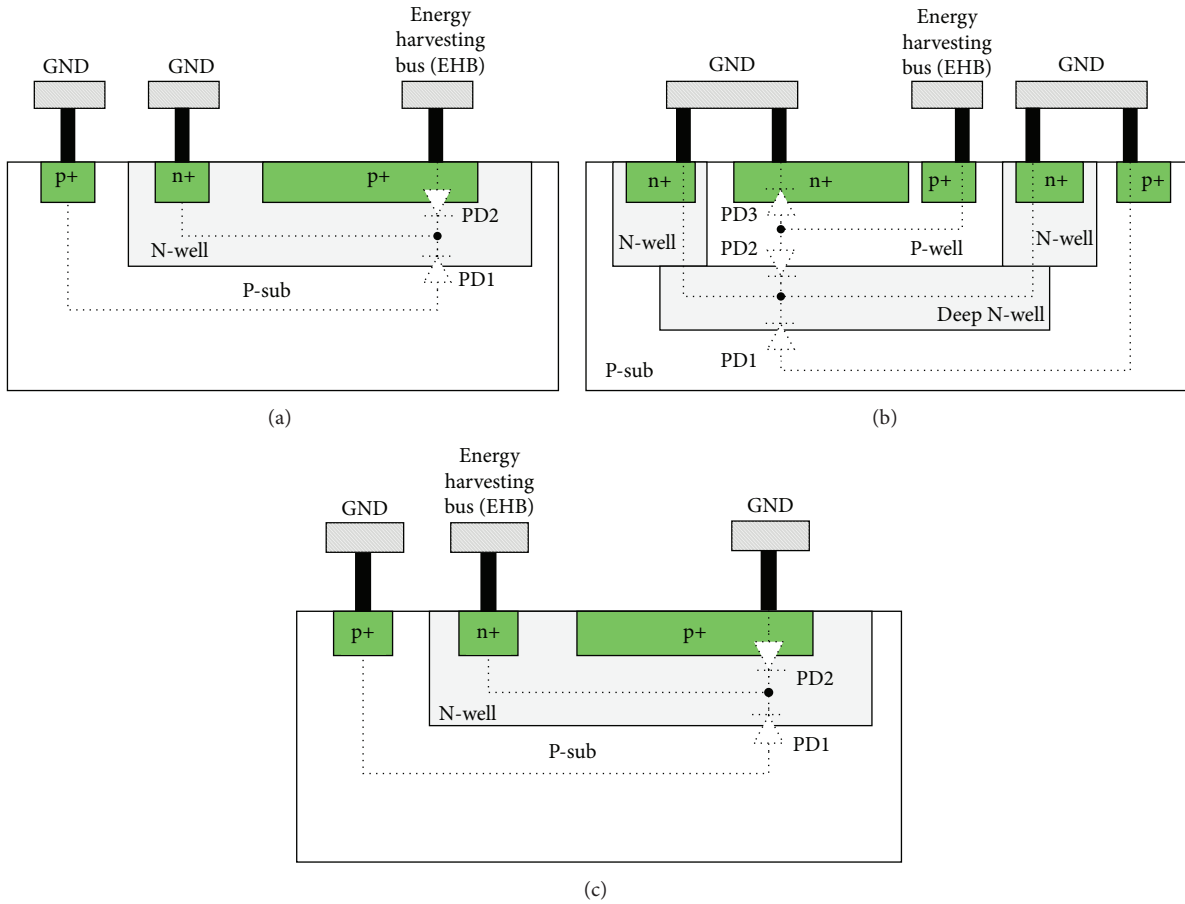 Energy
harvesting
bus (EHB)
GND
GND
p+
n+
p+
PD2
N-well
PD1
P-sub
(a)
Energy
harvesting
bus (EHB)
GND
GND
n+
n+
p+
n+
p+
PD3
N-well
PD2
P-well
N-well
Deep N-well
PD1
P-sub
(b)
Energy
harvesting
bus (EHB)
GND
GND
p+
n+
p+
PD2
N-well
PD1
P-sub
(c)